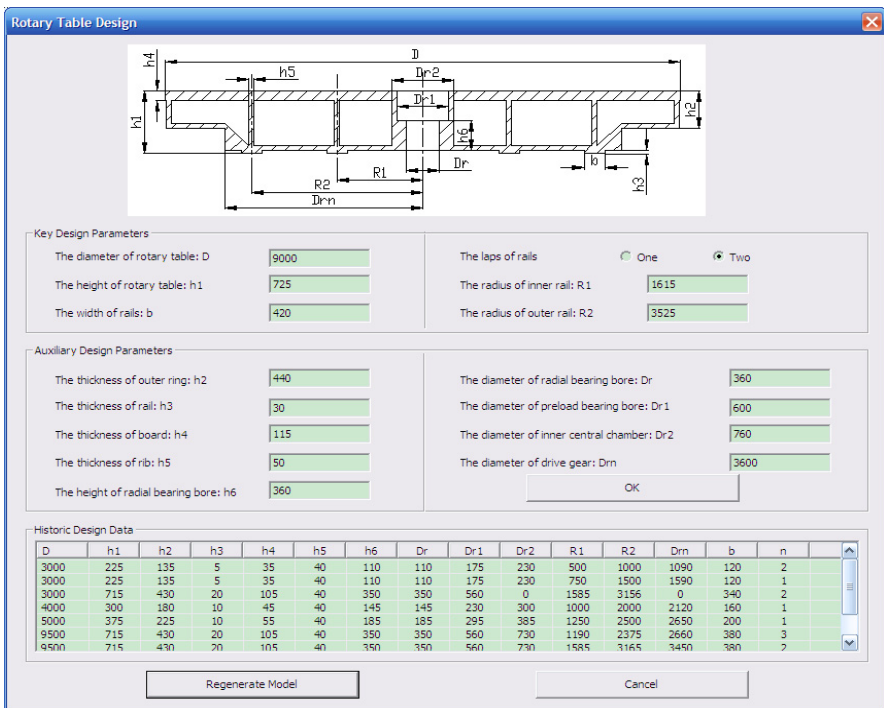 Rotary Table Design
D
h4
h5
Dr2
Dr1
h1
h2
h6
Dr
b
h3
R1
R2
Drn
Key Design Parameters
The diameter of rotary table: D 9000
The height of rotary table: h1 725
The width of rails: b 420
The laps of rails One Two
The radius of inner rail: R1 1615
The radius of outer rail: R2 3525
Auxiliary Design Parameters
The thickness of outer ring: h2 440
The thickness of rail: h3 30
The thickness of board: h4 115
The thickness of rib: h5 50
The height of radial bearing bore: h6 360
The diameter of radial bearing bore: Dr 360
The diameter of preload bearing bore: Dr1 600
The diameter of inner central chamber: Dr2 760
The diameter of drive gear: Drn 3600
OK
Historic Design Data
D h1 h2 h3 h4 h5 h6 Dr Dr1 Dr2 R1 R2 Drn b n
3000 225 135 5 35 40 110 110 175 230 500 1000 1090 120 2
3000 225 135 5 35 40 110 110 175 230 750 1500 1590 120 1
3000 715 430 20 105 40 350 350 560 0 1585 3156 0 340 2
4000 300 180 10 45 40 145 145 230 300 1000 2000 2120 160 1
5000 375 225 10 55 40 185 185 295 385 1250 2500 2650 200 1
9500 715 430 20 105 40 350 350 560 730 1190 2375 2660 380 3
9500 715 430 20 105 40 350 350 560 730 1585 3165 3450 380 2
Regenerate Model Cancel